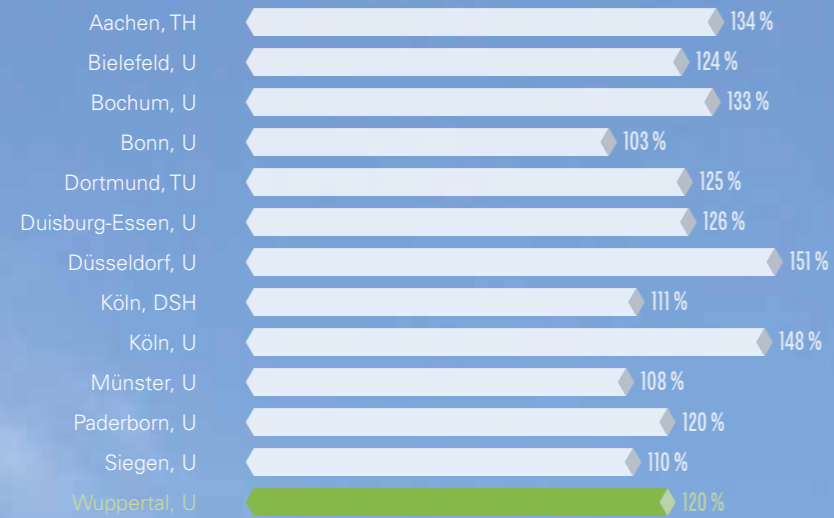 Aachen, TH 134 %
Bielefeld, U 124 %
Bochum, U 133 %
Bonn, U 103 %
Dortmund, TU 125 %
Duisburg-Essen, U 126 %
Düsseldorf, U 151 %
Köln, DSH 111 %
Köln, U 148 %
Münster, U 108 %
Paderborn, U 120 %
Siegen, U 110 %
Wuppertal, U 120 %